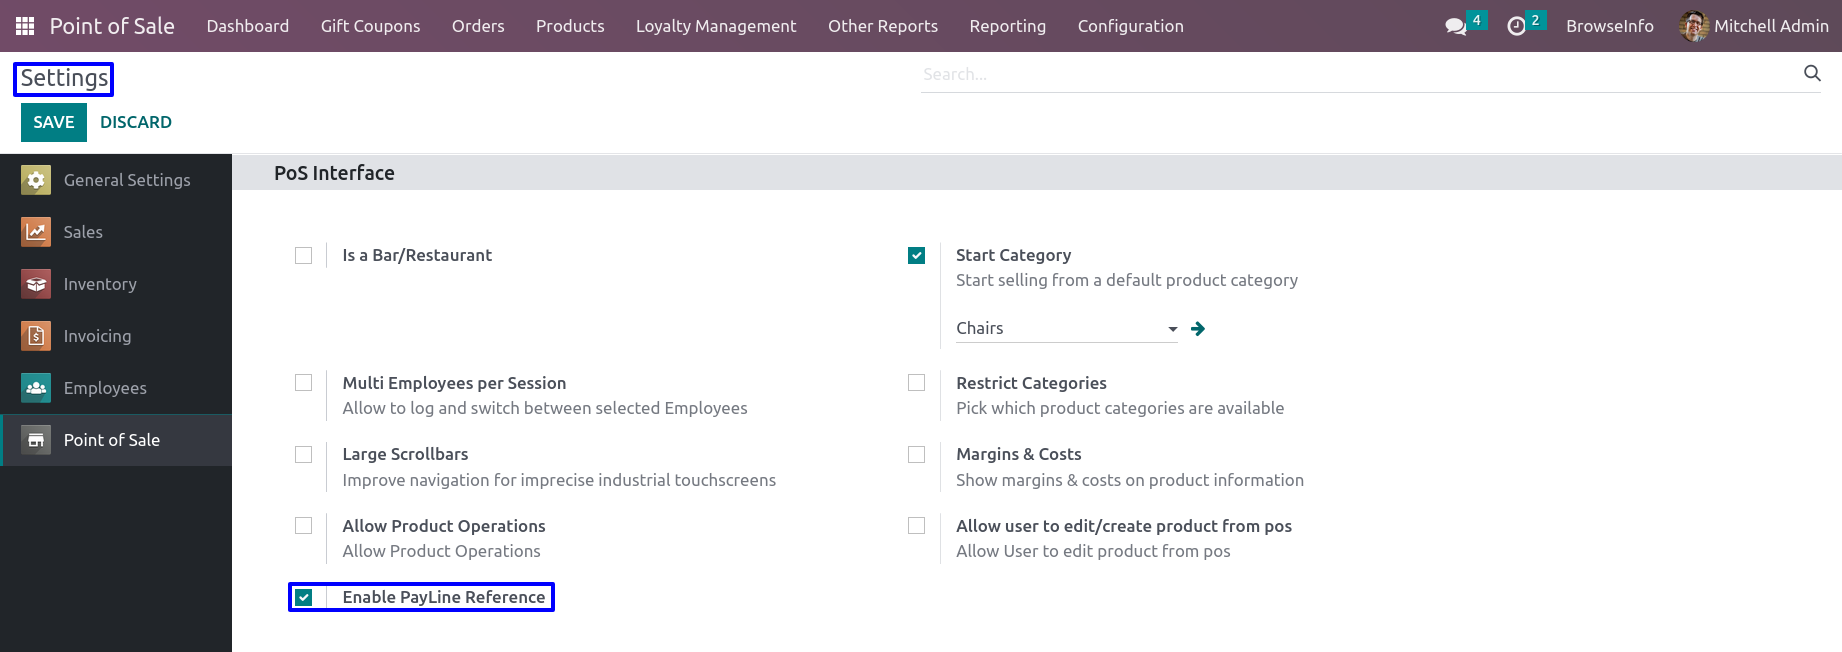 Point of Sale Dashboard Gift Coupons Orders Products Loyalty Management Other Reports Reporting Configuration 4 2 BrowseInfo Mitchell Admin
Settings Search...
SAVE DISCARD
General Settings
Sales
Inventory
Invoicing
Employees
Point of Sale
PoS Interface
Is a Bar/Restaurant
Start Category
Start selling from a default product category
Chairs
Multi Employees per Session
Allow to log and switch between selected Employees
Restrict Categories
Pick which product categories are available
Large Scrollbars
Improve navigation for imprecise industrial touchscreens
Margins & Costs
Show margins & costs on product information
Allow Product Operations
Allow Product Operations
Allow user to edit/create product from pos
Allow User to edit product from pos
Enable PayLine Reference